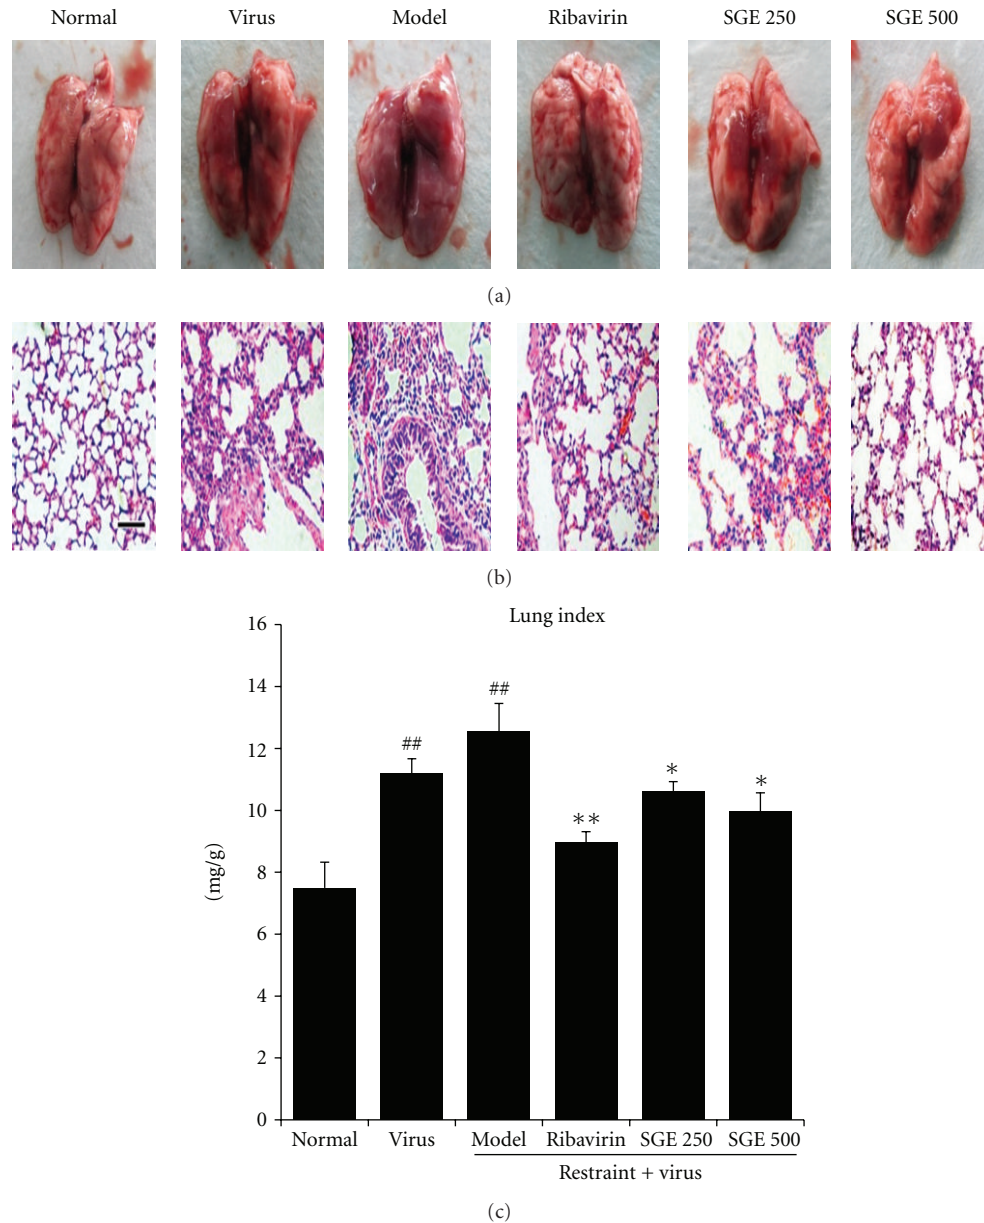 Normal Virus Model Ribavirin SGE 250 SGE 500
(a)
(b)
Lung index
16
14
12
10
8
6
4
2
0
(mg/g)
##
##
**
*
*
Normal Virus Model Ribavirin SGE 250 SGE 500
Restraint + virus
(c)